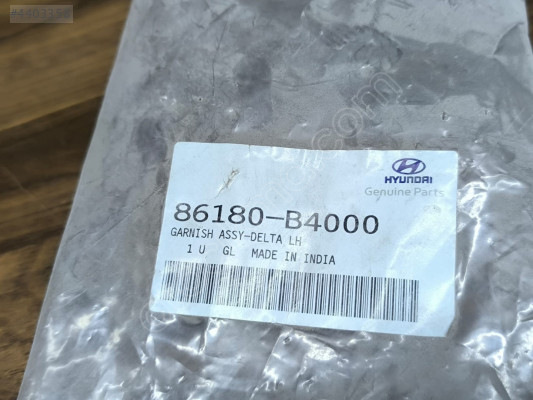 HYUNDAI
Genuine Parts
86180-B4000
GARNISH ASSY-DELTA LH
1 U GL MADE IN INDIA